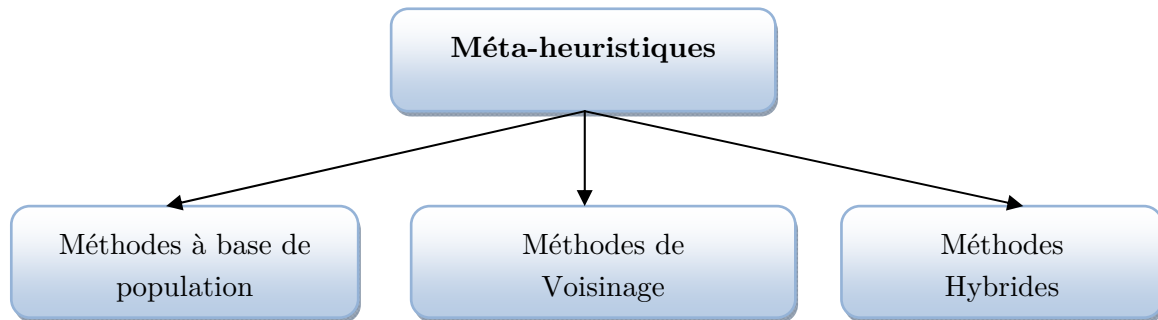 Méta-heuristiques
Méthodes à base de
population
Méthodes de
Voisinage
Méthodes
Hybrides